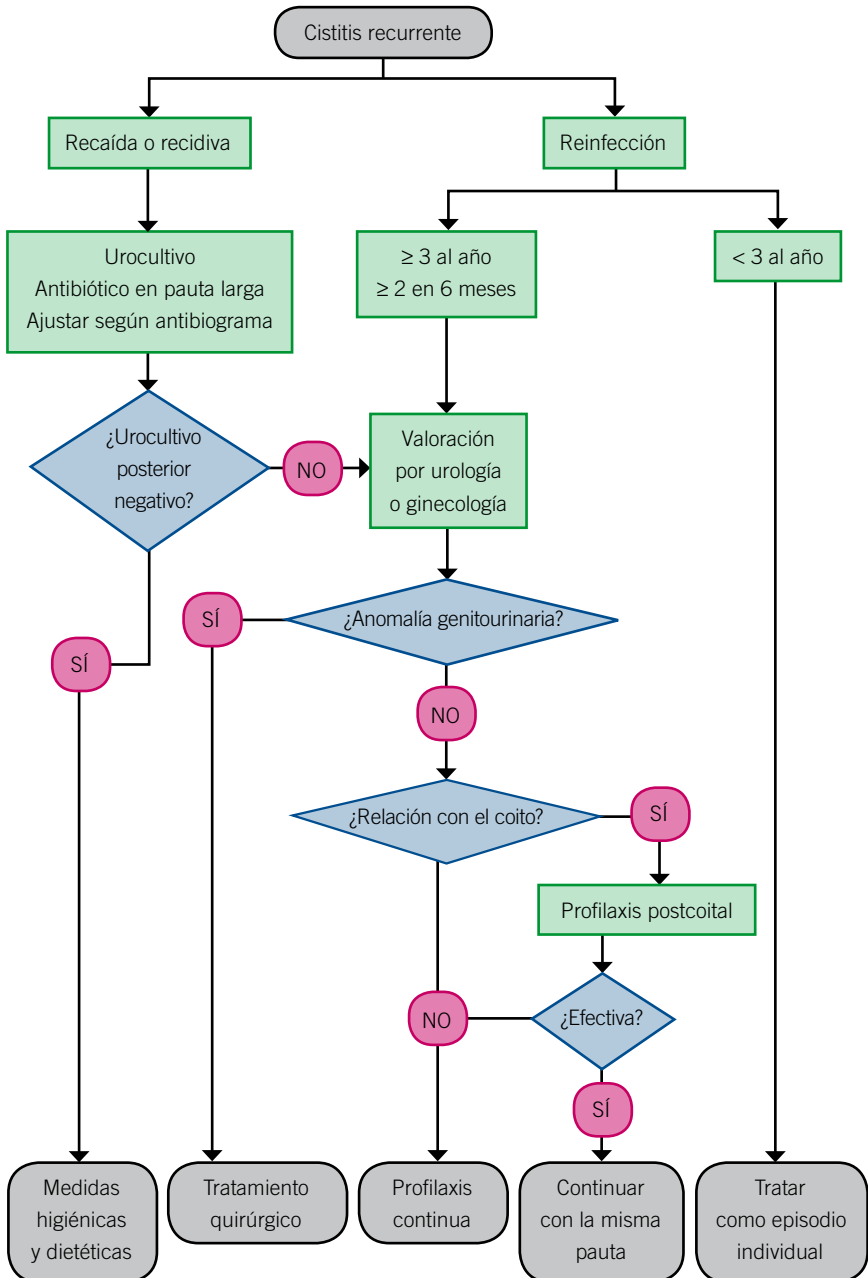 Cistitis recurrente
Recaída o recidiva
Reinfección
Urocultivo
Antibiótico en pauta larga
Ajustar según antibiograma
≥ 3 al año
≥ 2 en 6 meses
< 3 al año
¿Urocultivo
posterior
negativo?
NO
Valoración
por urología
o ginecología
SÍ
¿Anomalía genitourinaria?
SÍ
NO
¿Relación con el coito?
SÍ
Profilaxis postcoital
NO
¿Efectiva?
SÍ
Medidas
higiénicas
y dietéticas
Tratamiento
quirúrgico
Profilaxis
continua
Continuar
con la misma
pauta
Tratar
como episodio
individual